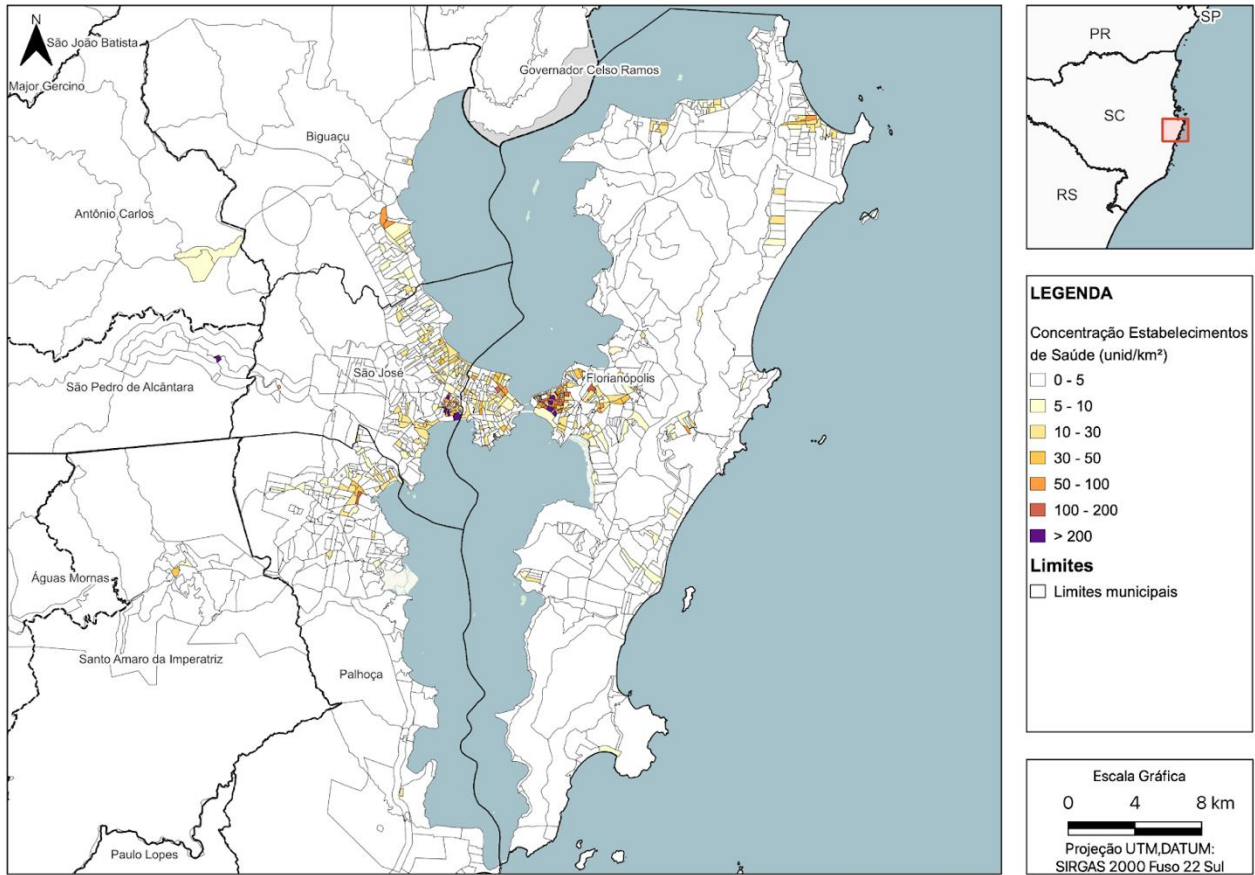 N
São João Batista
Major Gercino
Governador Celso Ramos
Biguaçu
Antônio Carlos
São José
São Pedro de Alcântara
Florianópolis
Águas Mornas
Santo Amaro da Imperatriz
Palhoça
Paulo Lopes
SP
PR
SC
RS
LEGENDA
Concentração Estabelecimentos
de Saúde (unid/km²)
0 - 5
5 - 10
10 - 30
30 - 50
50 - 100
100 - 200
> 200
Limites
Limites municipais
Escala Gráfica
0 4 8 km
Projeção UTM,DATUM:
SIRGAS 2000 Fuso 22 Sul